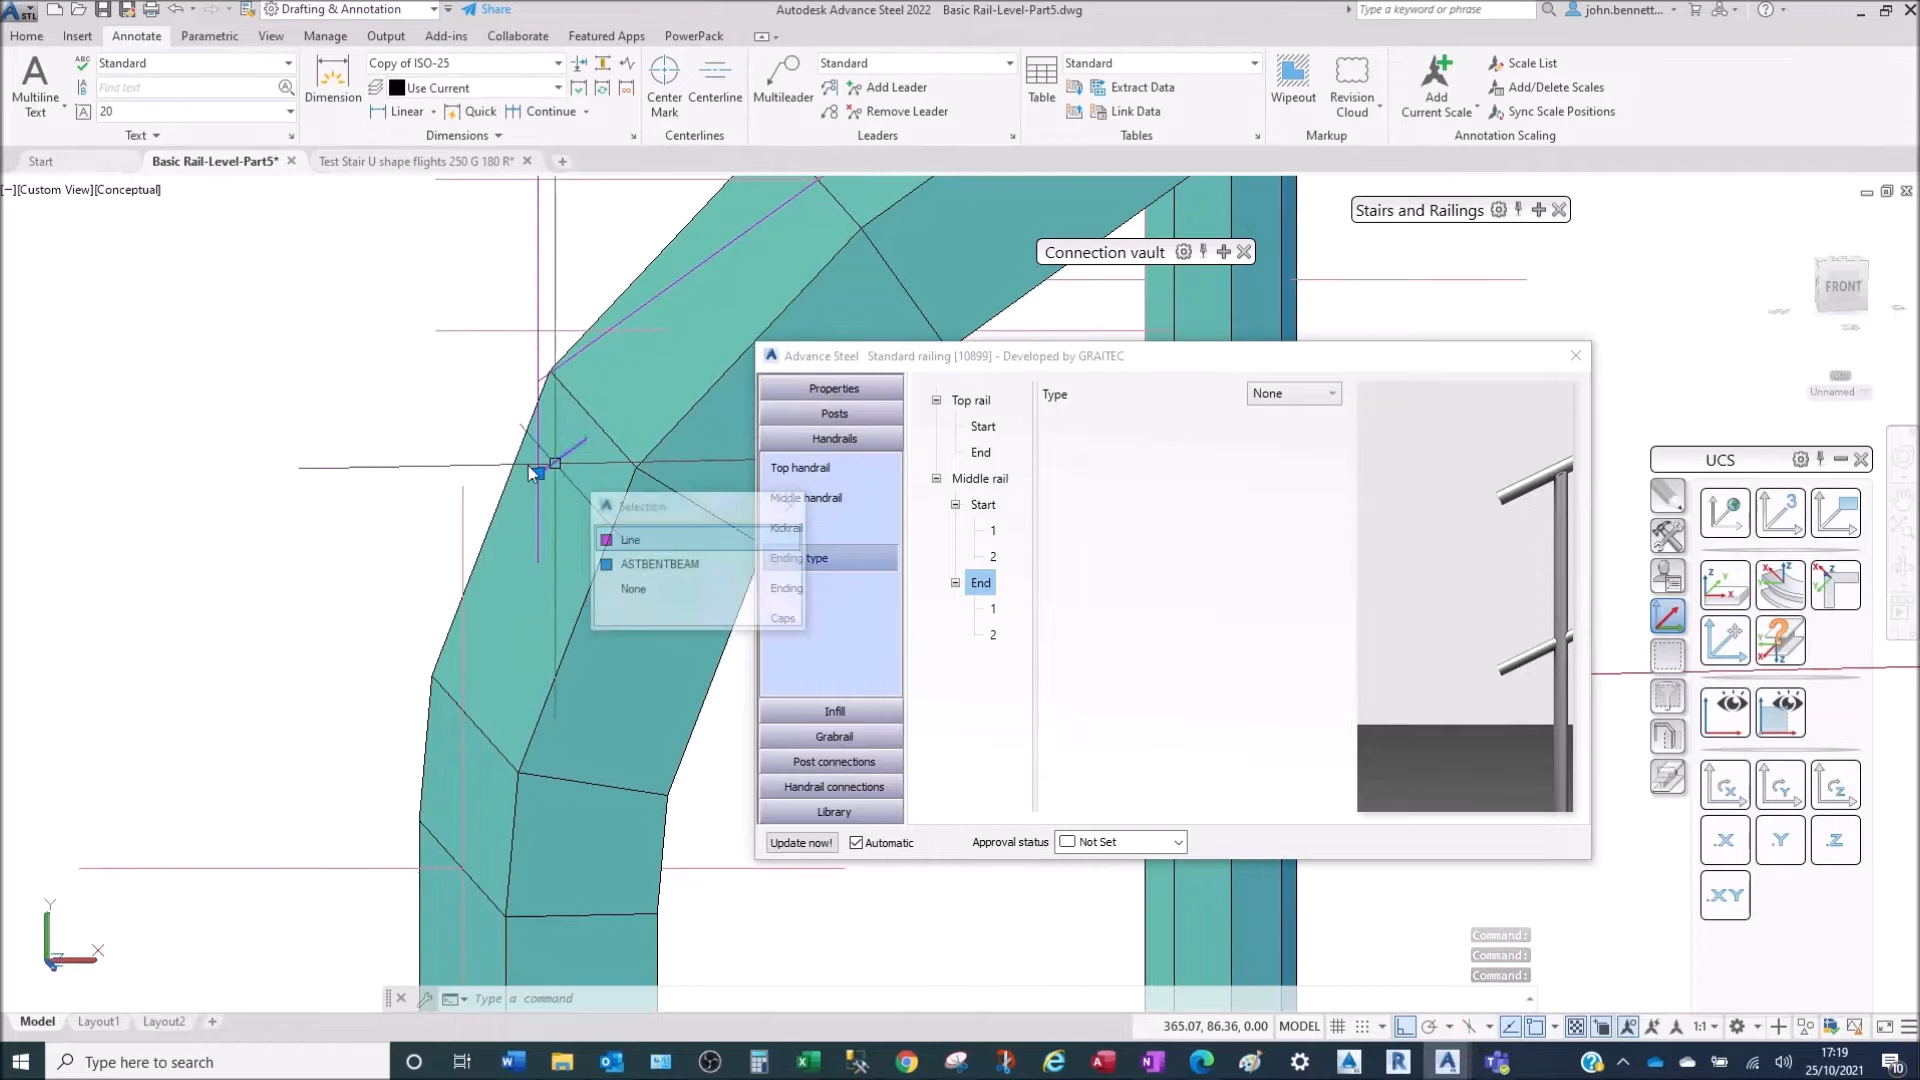 STL
Drafting & Annotation
Share
Autodesk Advance Steel 2022 Basic Rail-Level-Part5.dwg
Type a keyword or phrase
john.bennett...
Home Insert Annotate Parametric View Manage Output Add-ins Collaborate Featured Apps PowerPack
Multiline
Text
ABC
Standard
Find text
20
Text
Dimension
Copy of ISO-25
Use Current
Linear Quick Continue
Dimensions
Center
Mark
Centerline
Centerlines
Multileader
Standard
Add Leader
Remove Leader
Leaders
Table
Standard
Extract Data
Link Data
Tables
Wipeout
Revision
Cloud
Markup
Add
Current Scale
Scale List
Add/Delete Scales
Sync Scale Positions
Annotation Scaling
Start
Basic Rail-Level-Part5*
Test Stair U shape flights 250 G 180 R*
[−][Custom View][Conceptual]
Stairs and Railings
Connection vault
FRONT
Unnamed
Advance Steel Standard railing [10899] - Developed by GRAITEC
Properties
Posts
Handrails
Top handrail
Middle handrail
Kickrail
Ending type
Ending
Caps
Infill
Grabrail
Post connections
Handrail connections
Library
Top rail
Start
End
Middle rail
Start
1
2
End
1
2
Type
None
Update now!
Automatic
Approval status
Not Set
Selection
Line
ASTBENTBEAM
None
UCS
X Y Z
.X .Y .Z
.XY
Y
X
Z
Command:
Command:
Command:
Type a command
Model Layout1 Layout2
365.07, 86.36, 0.00 MODEL
1:1
Type here to search
17:19
25/10/2021
10